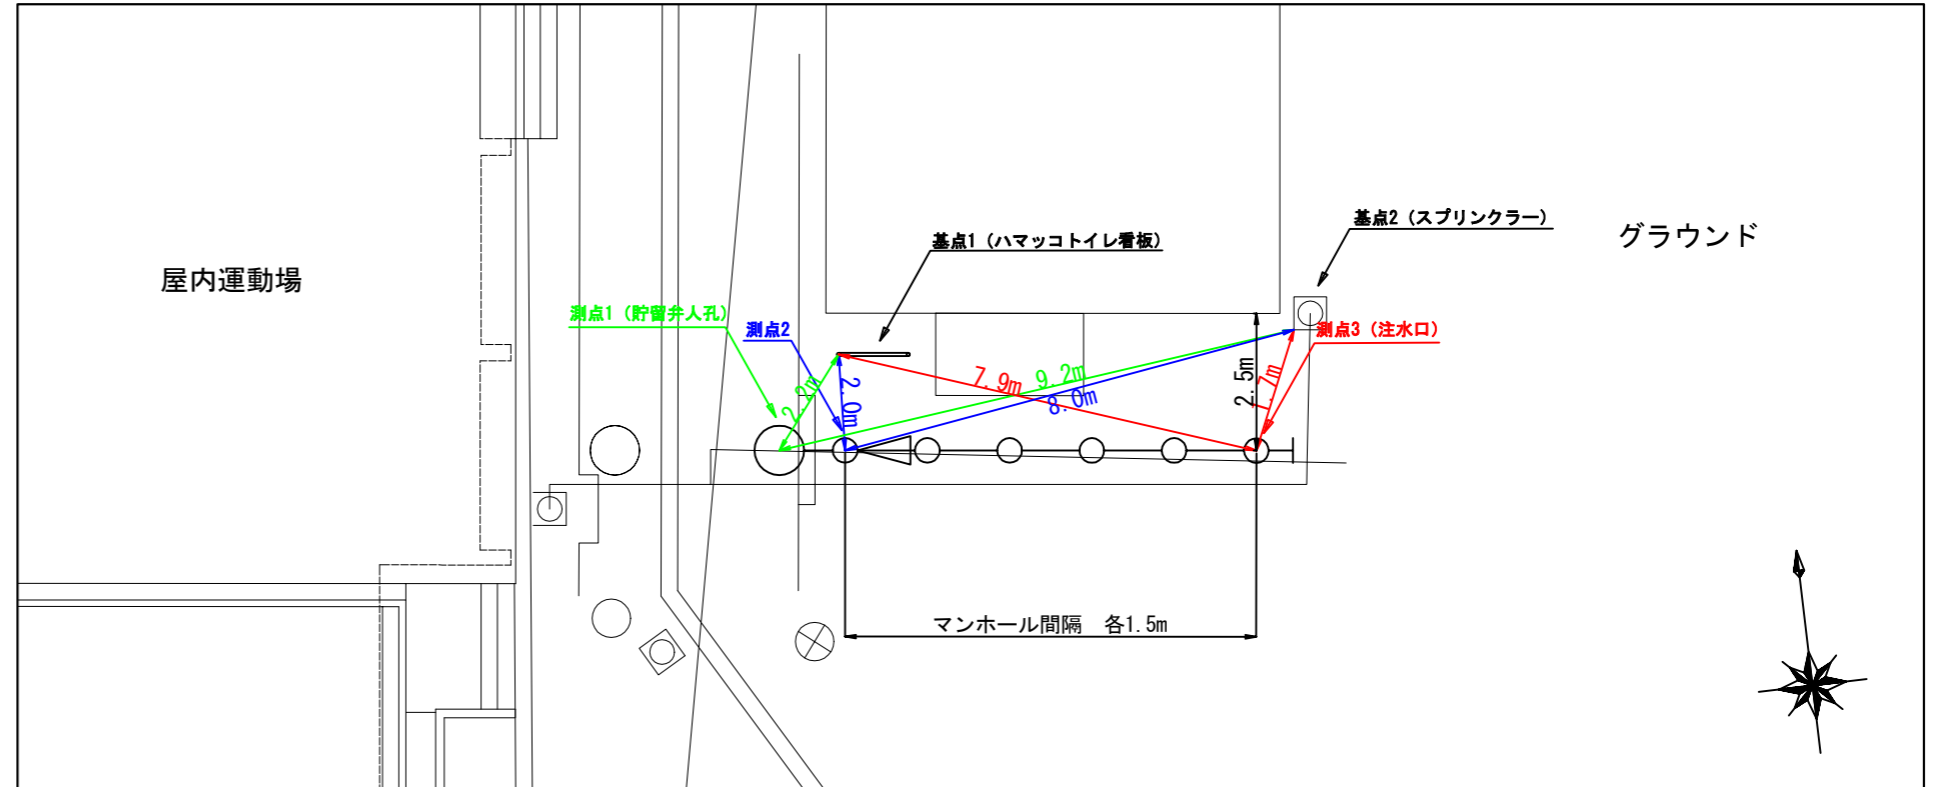 基点2（スプリンクラー）
グラウンド
基点1（ハマッコトイレ看板）
屋内運動場
測点1（貯留弁人孔）
測点2
測点3（注水口）
7.9m
9.2m
8.0m
2.2m
2.0m
2.5m
1.7m
マンホール間隔　各1.5m